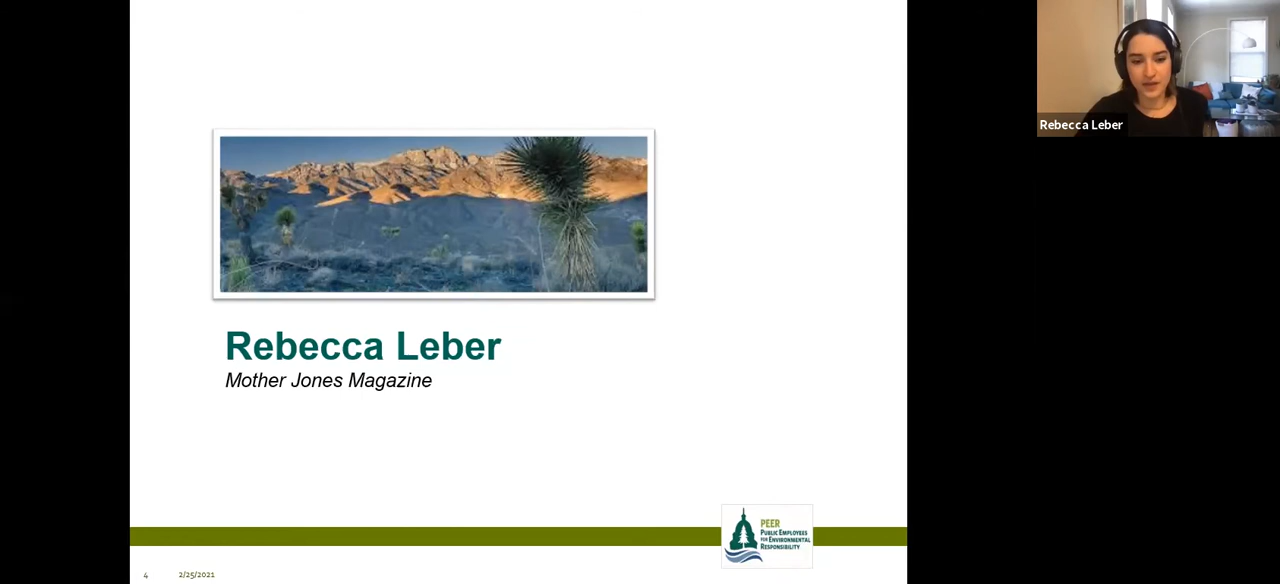 Rebecca Leber
Rebecca Leber
Mother Jones Magazine
PEER
PUBLIC EMPLOYEES
FOR ENVIRONMENTAL
RESPONSIBILITY
4
2/25/2021